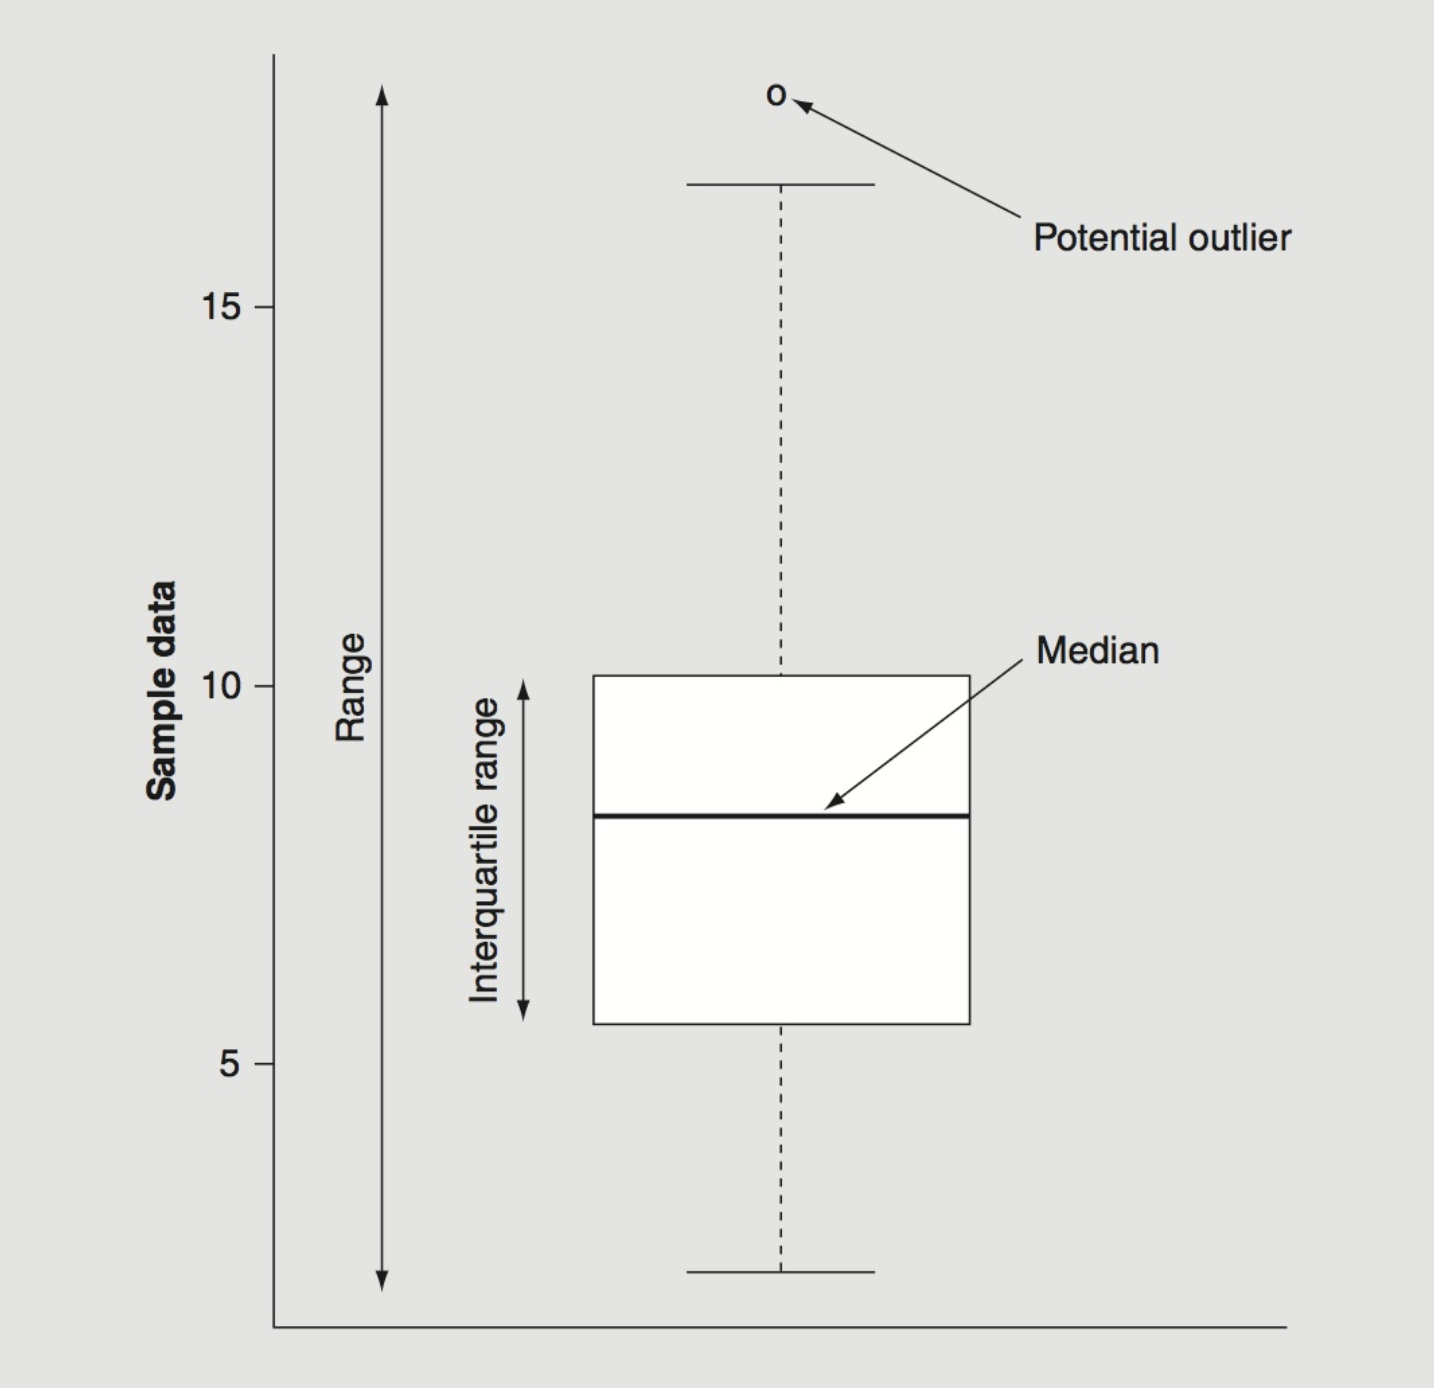 Potential outlier
15
Median
10
Sample data
Range
Interquartile range
5
o